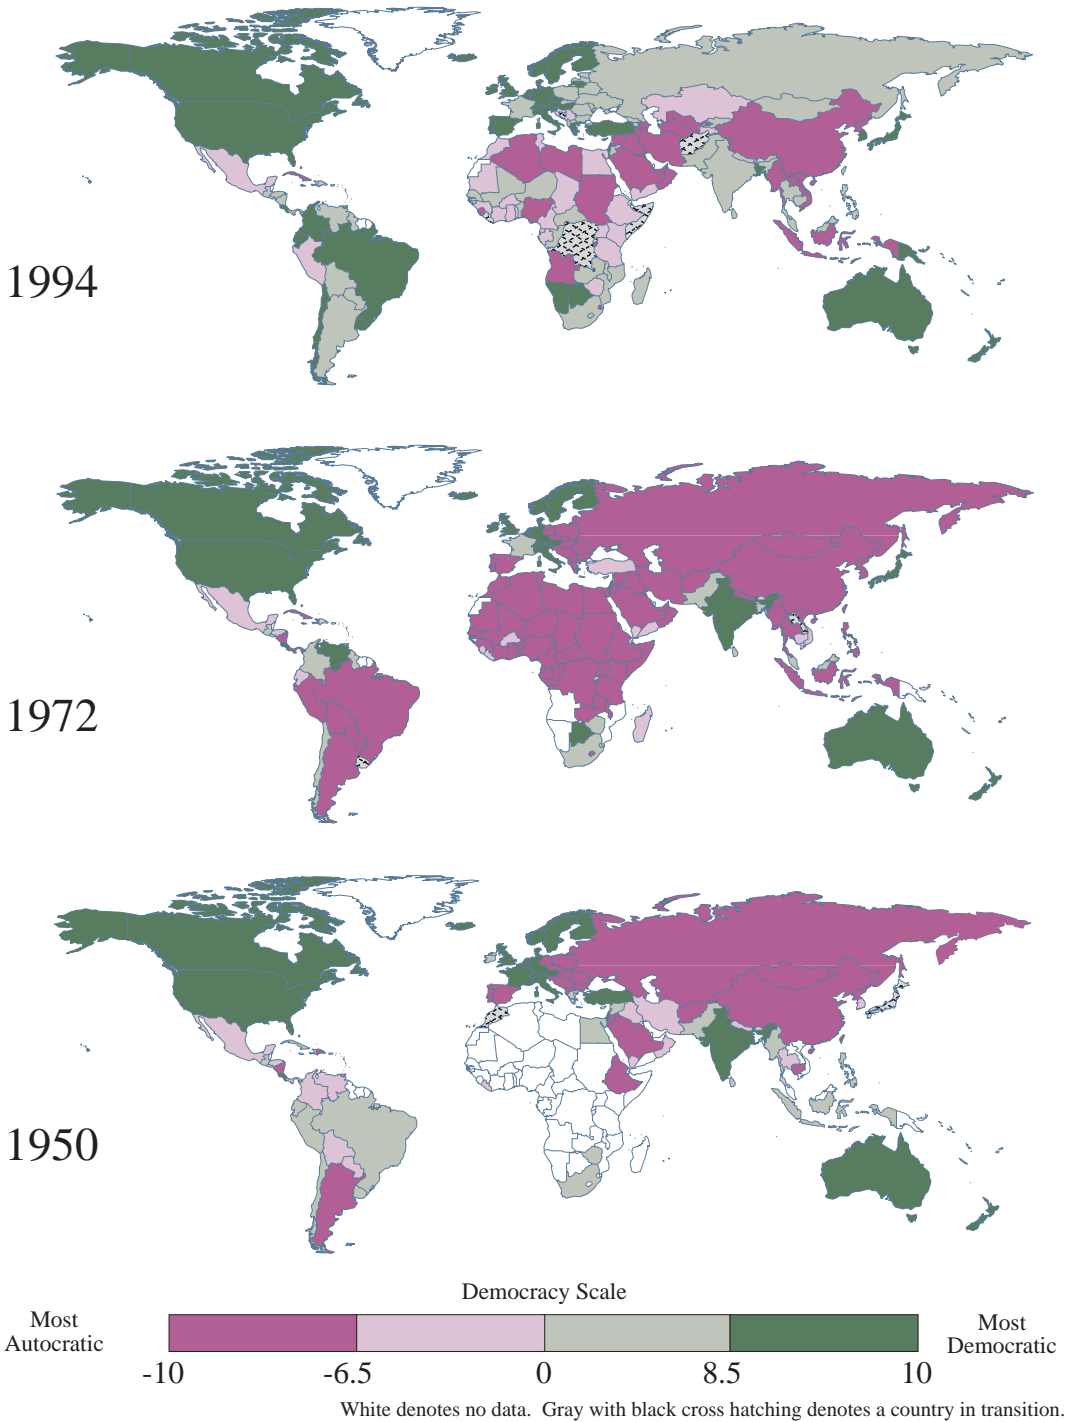 1994
1972
1950
Democracy Scale
Most
Autocratic
Most
Democratic
-10 -6.5 0 8.5 10
White denotes no data. Gray with black cross hatching denotes a country in transition.